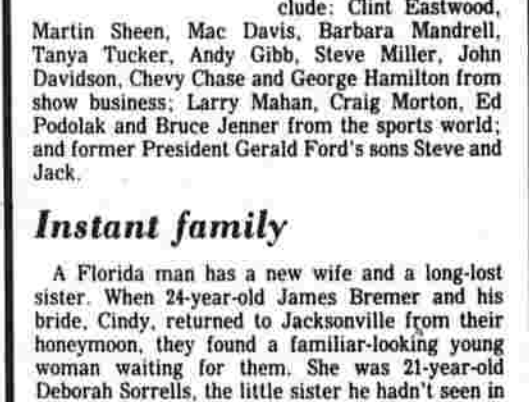 clude: Clint Eastwood,
Martin Sheen, Mac Davis, Barbara Mandrell,
Tanya Tucker, Andy Gibb, Steve Miller, John
Davidson, Chevy Chase and George Hamilton from
show business; Larry Mahan, Craig Morton, Ed
Podolak and Bruce Jenner from the sports world;
and former President Gerald Ford's sons Steve and
Jack.
Instant family
A Florida man has a new wife and a long-lost
sister. When 24-year-old James Bremer and his
bride, Cindy, returned to Jacksonville from their
honeymoon, they found a familiar-looking young
woman waiting for them. She was 21-year-old
Deborah Sorrells, the little sister he hadn't seen in